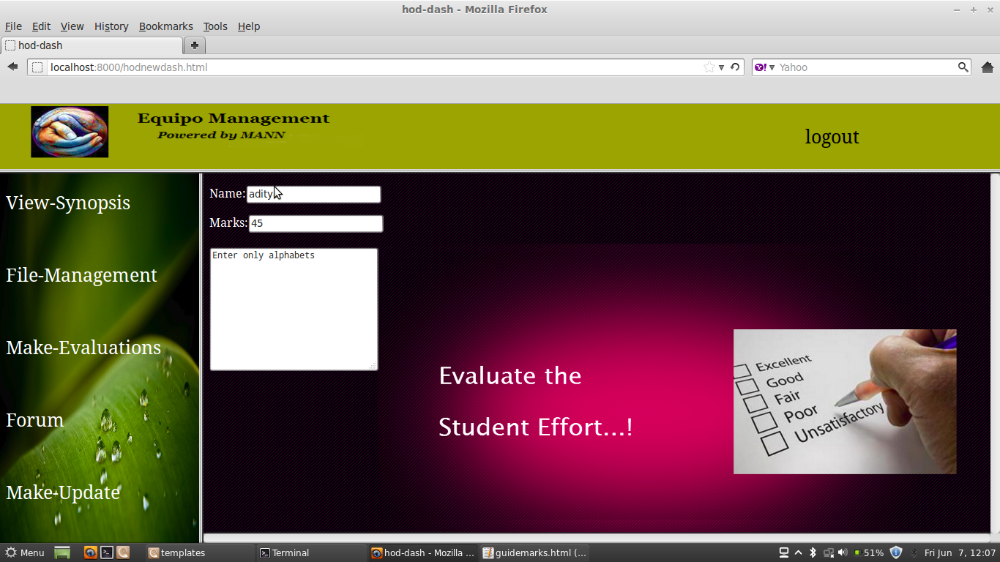 hod-dash - Mozilla Firefox
File Edit View History Bookmarks Tools Help
hod-dash
localhost:8000/hodnewdash.html
Y! Yahoo
Equipo Management
Powered by MANN
logout
View-Synopsis
File-Management
Make-Evaluations
Forum
Make-Update
Name: adity
Marks: 45
Enter only alphabets
Evaluate the
Student Effort...!
Excellent
Good
Fair
Poor
Unsatisfactory
Menu templates Terminal hod-dash - Mozilla ... guidemarks.html (... 51% Fri Jun 7, 12:07